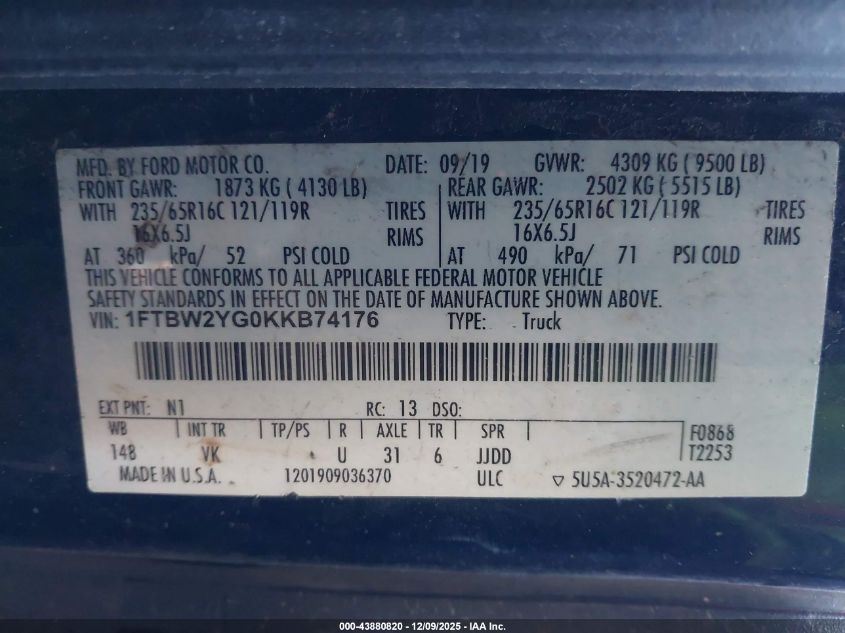 MFD. BY FORD MOTOR CO. DATE: 09/19 GVWR: 4309 KG ( 9500 LB)
FRONT GAWR: 1873 KG ( 4130 LB) REAR GAWR: 2502 KG ( 5515 LB)
WITH 235/65R16C 121/119R TIRES WITH 235/65R16C 121/119R TIRES
16X6.5J RIMS 16X6.5J RIMS
AT 360 kPa/ 52 PSI COLD AT 490 kPa/ 71 PSI COLD
THIS VEHICLE CONFORMS TO ALL APPLICABLE FEDERAL MOTOR VEHICLE
SAFETY STANDARDS IN EFFECT ON THE DATE OF MANUFACTURE SHOWN ABOVE.
VIN: 1FTBW2YG0KKB74176 TYPE: Truck
EXT PNT: N1 RC: 13 DSO:
WB INT TR TP/PS R AXLE TR SPR F0868
148 VK U 31 6 JJDD T2253
MADE IN U.S.A. 1201909036370 ULC ▽ 5U5A-3520472-AA
000-43880820 | 12/09/2025 - IAA Inc.